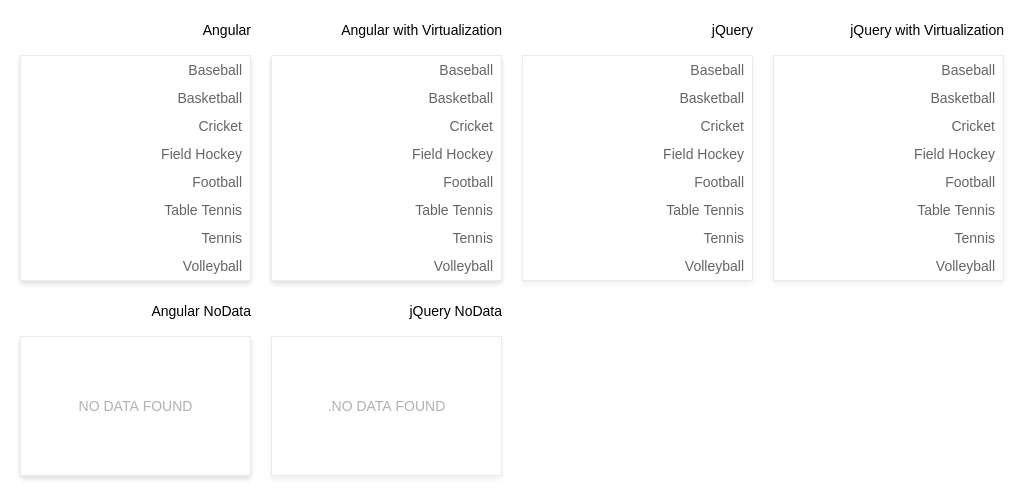 Angular
Baseball
Basketball
Cricket
Field Hockey
Football
Table Tennis
Tennis
Volleyball
Angular with Virtualization
Baseball
Basketball
Cricket
Field Hockey
Football
Table Tennis
Tennis
Volleyball
jQuery
Baseball
Basketball
Cricket
Field Hockey
Football
Table Tennis
Tennis
Volleyball
jQuery with Virtualization
Baseball
Basketball
Cricket
Field Hockey
Football
Table Tennis
Tennis
Volleyball
Angular NoData
NO DATA FOUND
jQuery NoData
.NO DATA FOUND